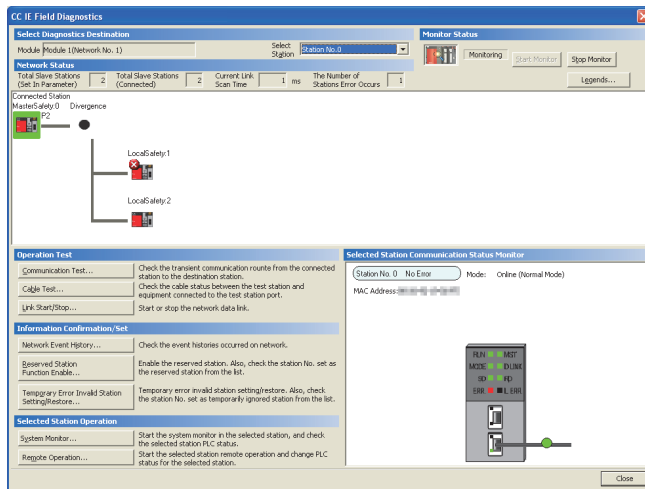 CC IE Field Diagnostics
Select Diagnostics Destination
Module Module 1(Network No. 1)
Select Station Station No.0
Monitor Status
Monitoring Start Monitor Stop Monitor
Legends...
Network Status
Total Slave Stations (Set In Parameter) 2
Total Slave Stations (Connected) 2
Current Link Scan Time 1 ms
The Number of Stations Error Occurs 1
Connected Station
MasterSafety:0 Divergence
P2
LocalSafety:1
LocalSafety:2
Operation Test
Communication Test...
Check the transient communication route from the connected
station to the destination station.
Cable Test...
Check the cable status between the test station and
equipment connected to the test station port.
Link Start/Stop...
Start or stop the network data link.
Information Confirmation/Set
Network Event History...
Check the event histories occurred on network.
Reserved Station
Function Enable...
Enable the reserved station. Also, check the station No. set as
the reserved station from the list.
Temporary Error Invalid Station
Setting/Restore...
Temporary error invalid station setting/restore. Also, check
the station No. set as temporarily ignored station from the list.
Selected Station Operation
System Monitor...
Start the system monitor in the selected station, and check
the selected station PLC status.
Remote Operation...
Start the selected station remote operation and change PLC
status for the selected station.
Selected Station Communication Status Monitor
Station No. 0 No Error Mode: Online (Normal Mode)
MAC Address:
RUN MST
MODE D LINK
SD RD
ERR. L ERR.
Close